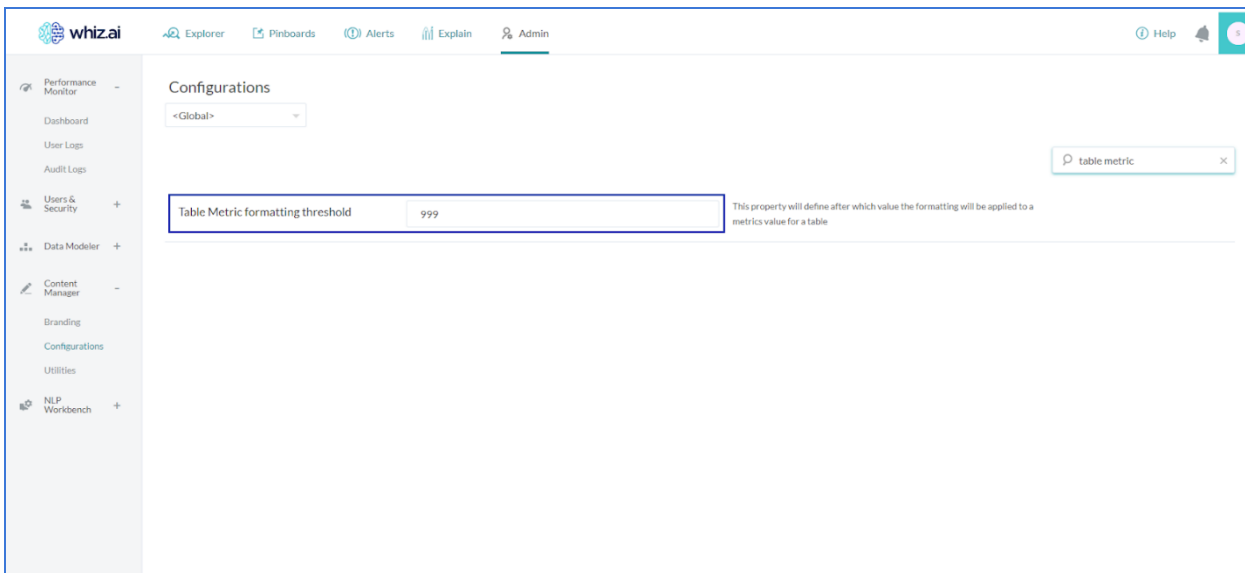 whiz.ai
Explorer
Pinboards
Alerts
Explain
Admin
Help
S
Performance
Monitor
Dashboard
User Logs
Audit Logs
Users &
Security
Data Modeler
Content
Manager
Branding
Configurations
Utilities
NLP
Workbench
Configurations
<Global>
table metric
Table Metric formatting threshold
999
This property will define after which value the formatting will be applied to a
metrics value for a table